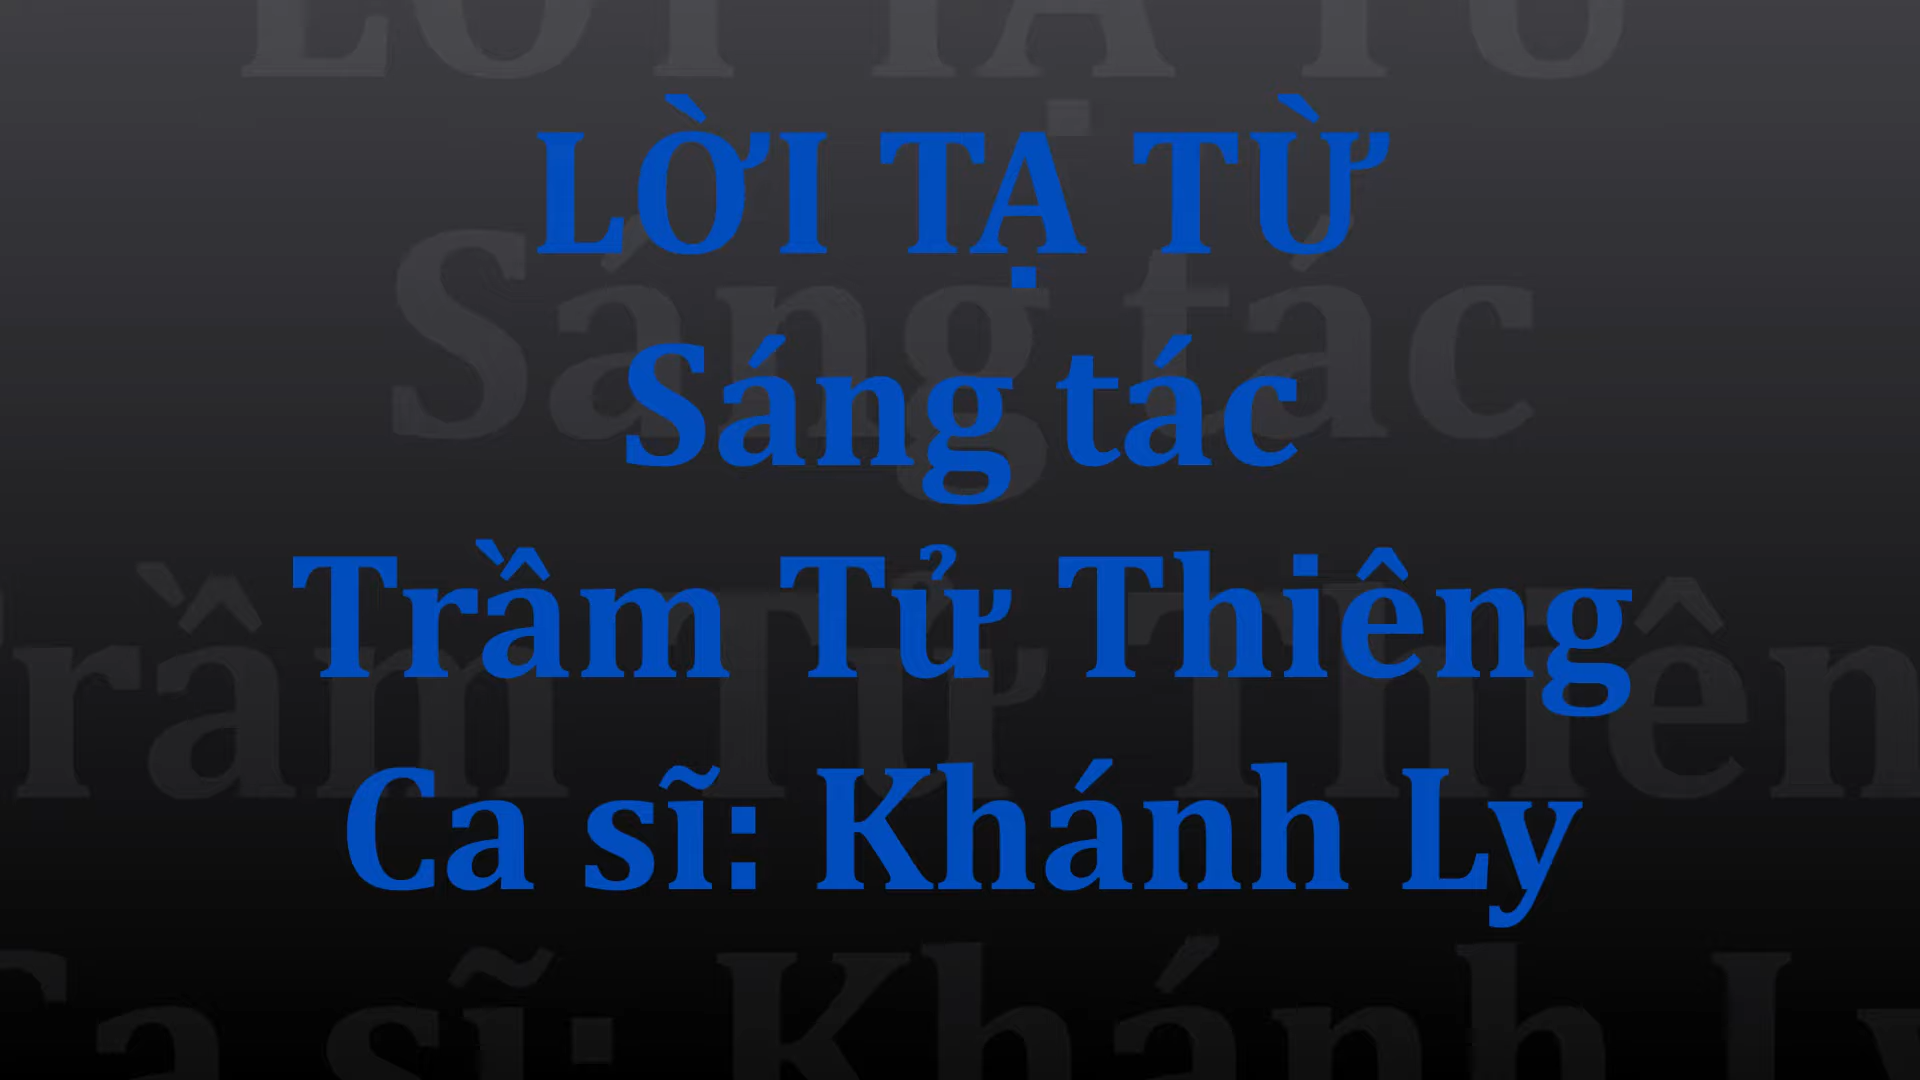 LỜI TẠ TỪ
Sáng tác
Trầm Tử Thiêng
Ca sĩ: Khánh Ly